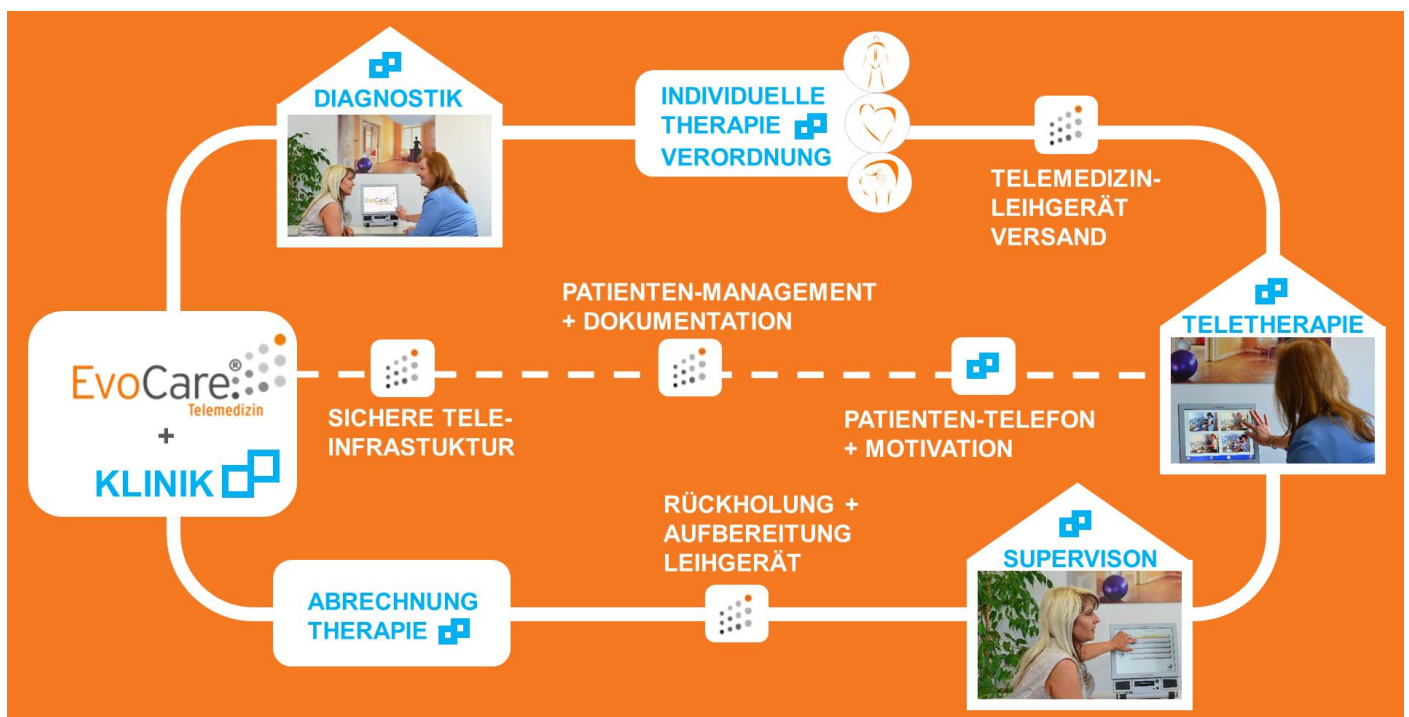 DIAGNOSTIK
EvoCare
INDIVIDUELLE
THERAPIE
VERORDNUNG
TELEMEDIZIN-
LEIHGERÄT
VERSAND
PATIENTEN-MANAGEMENT
+ DOKUMENTATION
TELETHERAPIE
EvoCare®
Telemedizin
+
KLINIK
SICHERE TELE-
INFRASTUKTUR
PATIENTEN-TELEFON
+ MOTIVATION
RÜCKHOLUNG +
AUFBEREITUNG
LEIHGERÄT
SUPERVISON
ABRECHNUNG
THERAPIE